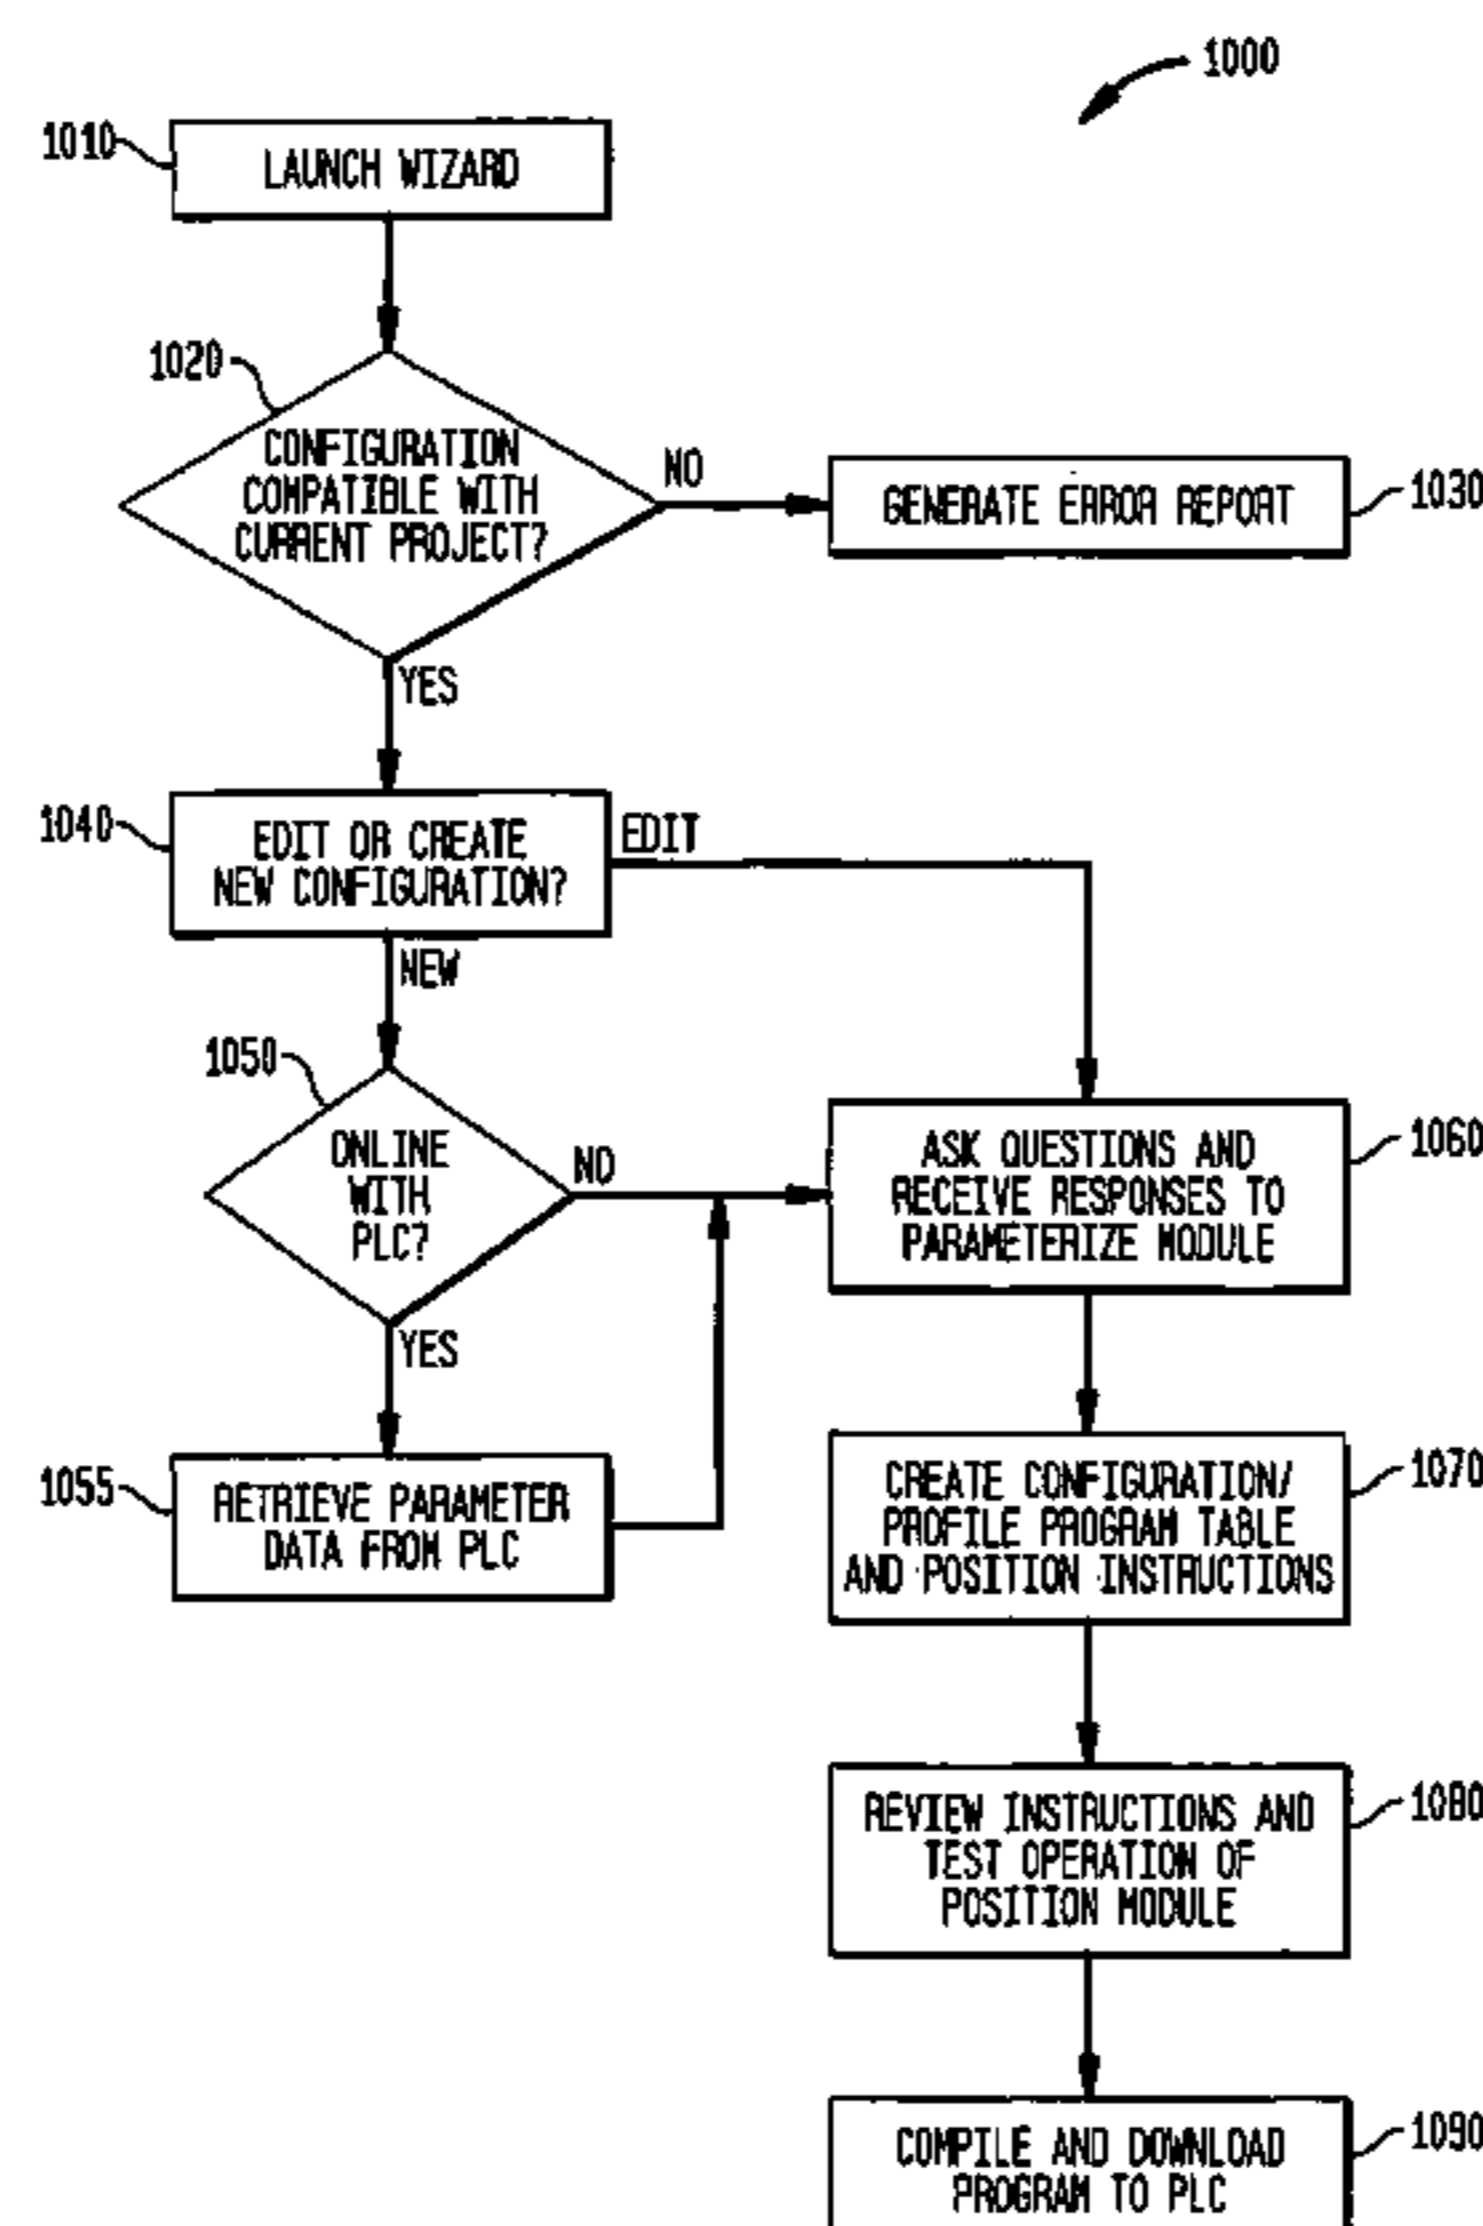 1000
1010
LAUNCH WIZARD
1020
CONFIGURATION
COMPATIBLE WITH
CURRENT PROJECT?
NO
GENERATE ERROR REPORT
1030
YES
1040
EDIT OR CREATE
NEW CONFIGURATION?
EDIT
NEW
1050
ONLINE
WITH
PLC?
NO
YES
1055
RETRIEVE PARAMETER
DATA FROM PLC
ASK QUESTIONS AND
RECEIVE RESPONSES TO
PARAMETERIZE MODULE
1060
CREATE CONFIGURATION/
PROFILE PROGRAM TABLE
AND POSITION INSTRUCTIONS
1070
REVIEW INSTRUCTIONS AND
TEST OPERATION OF
POSITION MODULE
1080
COMPILE AND DOWNLOAD
PROGRAM TO PLC
1090